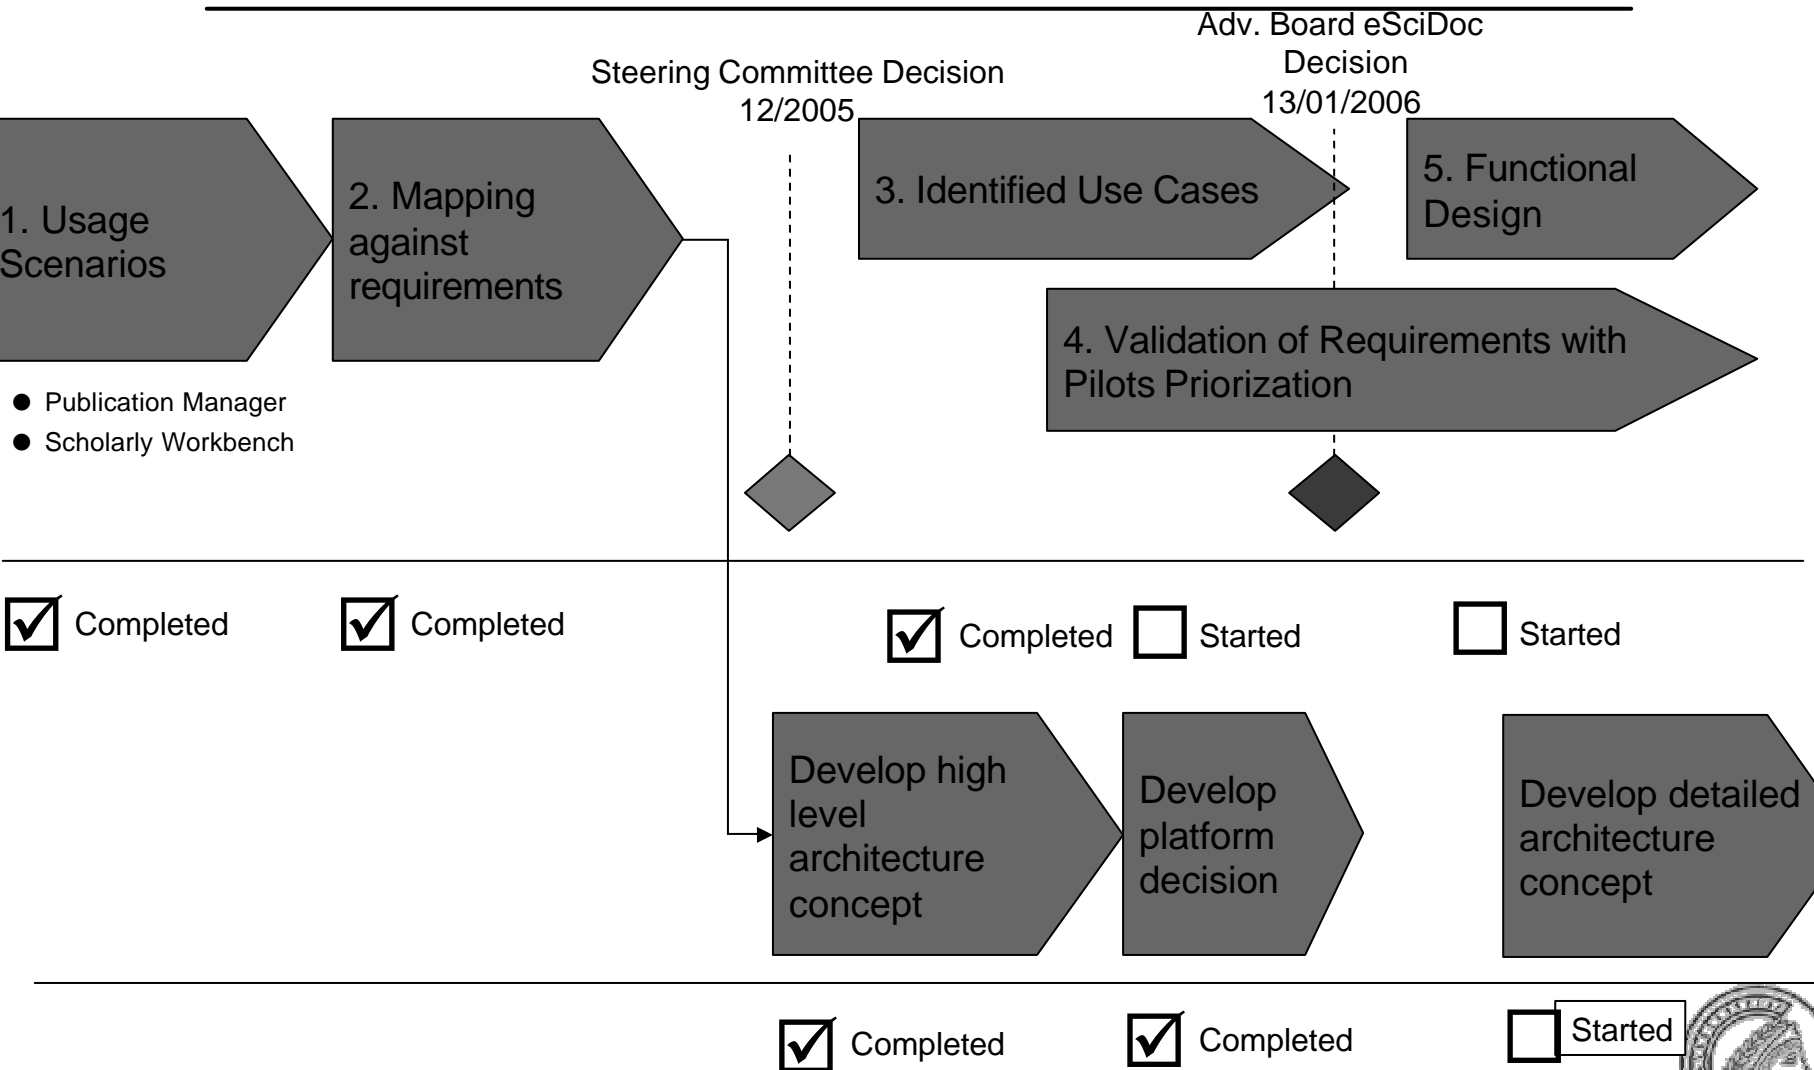 Adv. Board eSciDoc
Decision
13/01/2006
Steering Committee Decision
12/2005
1. Usage
Scenarios
2. Mapping
against
requirements
3. Identified Use Cases
5. Functional
Design
4. Validation of Requirements with
Pilots Priorization
Publication Manager
Scholarly Workbench
Completed
Completed
Completed
Started
Started
Develop high
level
architecture
concept
Develop
platform
decision
Develop detailed
architecture
concept
Completed
Completed
Started